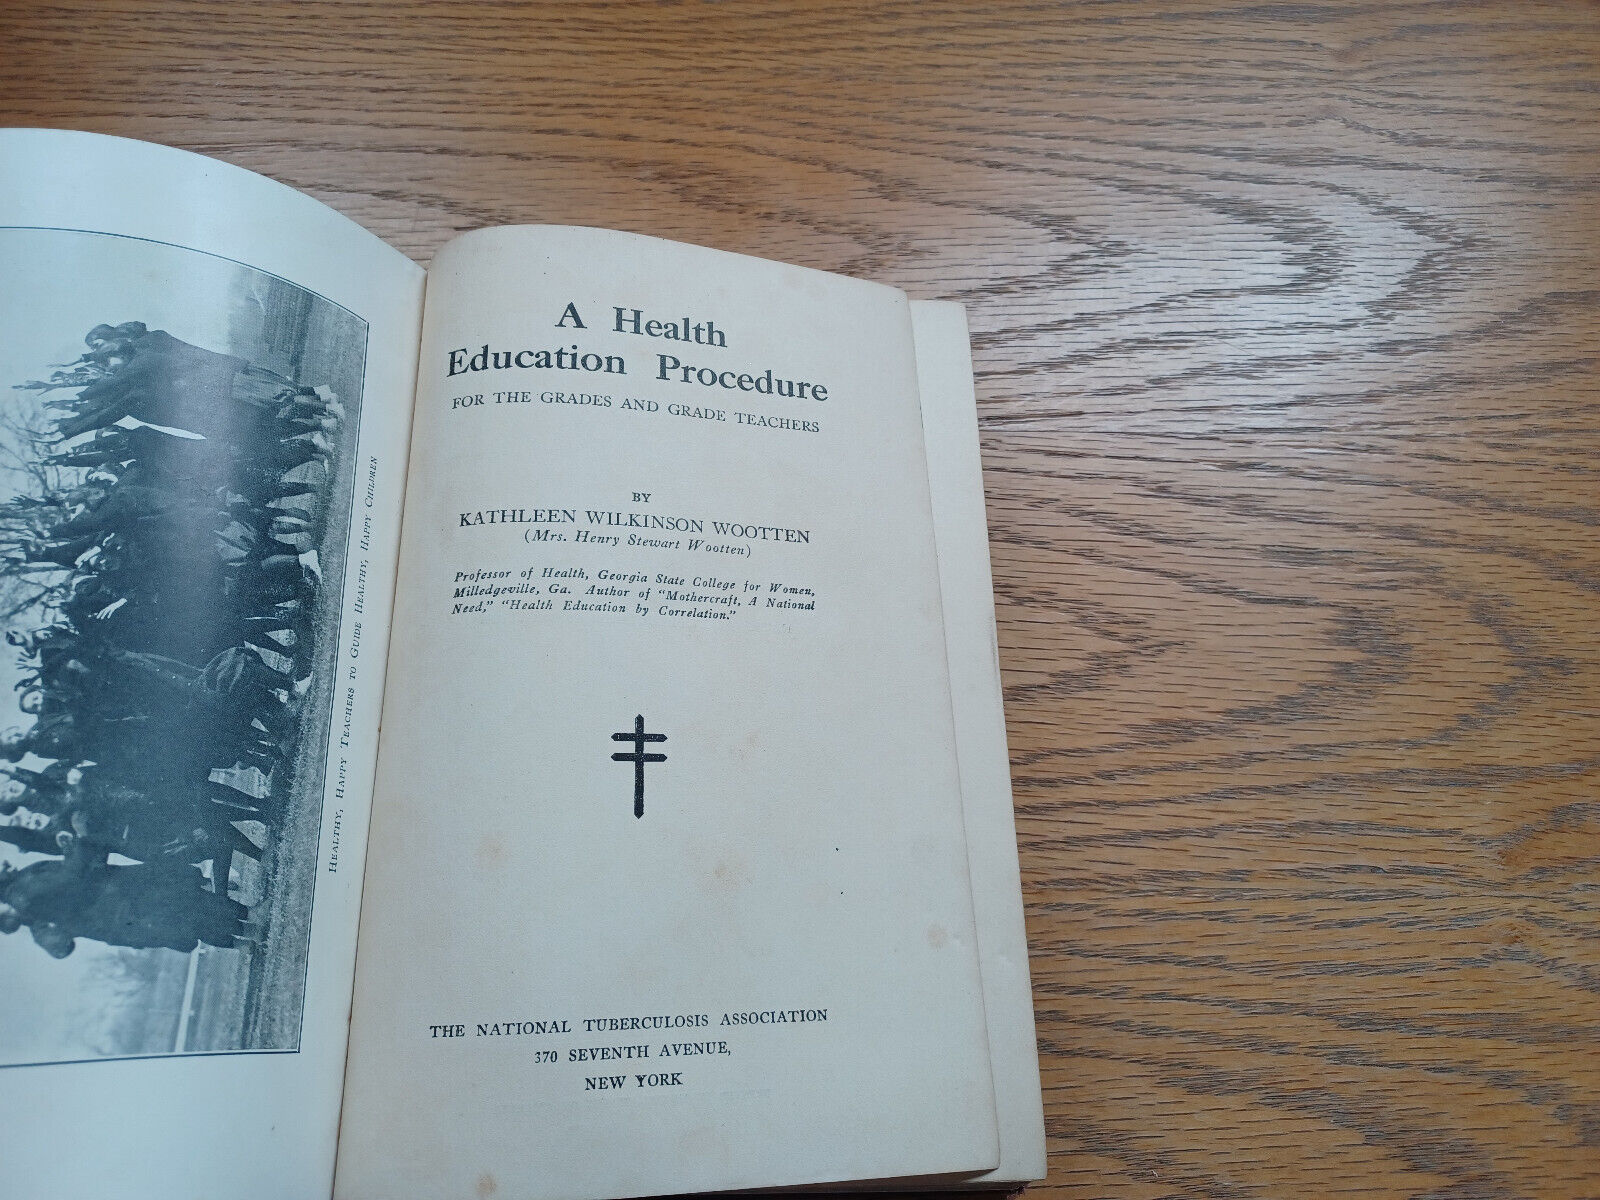 HEALTHY, HAPPY TEACHERS TO GUIDE HEALTHY, HAPPY CHILDREN
A Health
Education Procedure
FOR THE GRADES AND GRADE TEACHERS
BY
KATHLEEN WILKINSON WOOTTEN
(Mrs. Henry Stewart Wootten)
Professor of Health, Georgia State College for Women,
Milledgeville, Ga. Author of "Mothercraft, A National
Need," "Health Education by Correlation."
THE NATIONAL TUBERCULOSIS ASSOCIATION
370 SEVENTH AVENUE,
NEW YORK